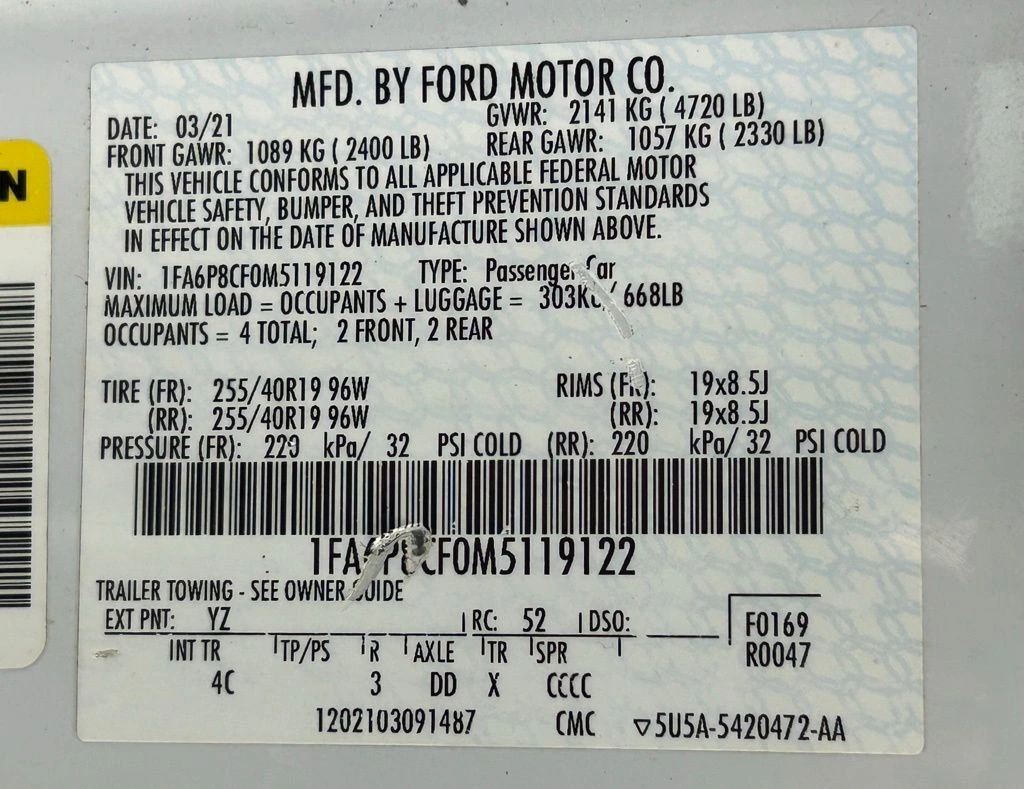 N
MFD. BY FORD MOTOR CO.
DATE: 03/21 GVWR: 2141 KG ( 4720 LB)
FRONT GAWR: 1089 KG ( 2400 LB) REAR GAWR: 1057 KG ( 2330 LB)
THIS VEHICLE CONFORMS TO ALL APPLICABLE FEDERAL MOTOR
VEHICLE SAFETY, BUMPER, AND THEFT PREVENTION STANDARDS
IN EFFECT ON THE DATE OF MANUFACTURE SHOWN ABOVE.
VIN: 1FA6P8CF0M5119122 TYPE: Passenger Car
MAXIMUM LOAD = OCCUPANTS + LUGGAGE = 303KG/ 668LB
OCCUPANTS = 4 TOTAL; 2 FRONT, 2 REAR
TIRE (FR): 255/40R19 96W RIMS (FR): 19x8.5J
(RR): 255/40R19 96W (RR): 19x8.5J
PRESSURE (FR): 220 kPa/ 32 PSI COLD (RR): 220 kPa/ 32 PSI COLD
1FA6P8CF0M5119122
TRAILER TOWING - SEE OWNER GUIDE
EXT PNT: YZ RC: 52 DSO: F0169
INT TR TP/PS R AXLE TR SPR R0047
4C 3 DD X CCCC
1202103091487 CMC ▽5U5A-5420472-AA